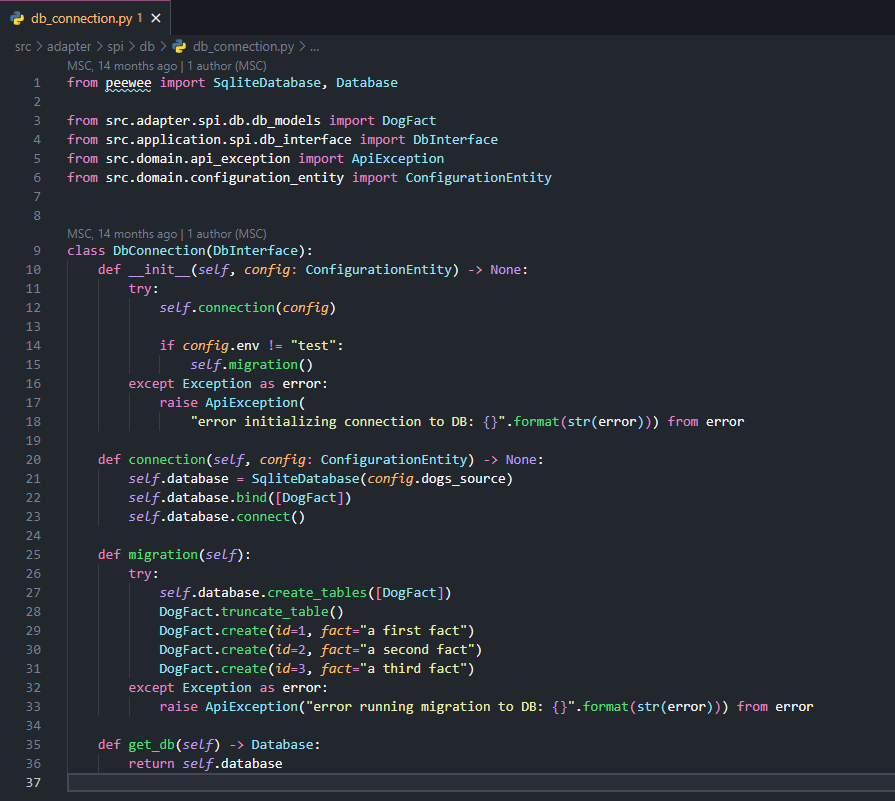 db_connection.py 1 ×
src > adapter > spi > db > db_connection.py > ...
MSC, 14 months ago | 1 author (MSC)
1 from peewee import SqliteDatabase, Database
2
3 from src.adapter.spi.db.db_models import DogFact
4 from src.application.spi.db_interface import DbInterface
5 from src.domain.api_exception import ApiException
6 from src.domain.configuration_entity import ConfigurationEntity
7
8
MSC, 14 months ago | 1 author (MSC)
9 class DbConnection(DbInterface):
10     def __init__(self, config: ConfigurationEntity) -> None:
11         try:
12             self.connection(config)
13
14             if config.env != "test":
15                 self.migration()
16         except Exception as error:
17             raise ApiException(
18                 "error initializing connection to DB: {}".format(str(error))) from error
19
20     def connection(self, config: ConfigurationEntity) -> None:
21         self.database = SqliteDatabase(config.dogs_source)
22         self.database.bind([DogFact])
23         self.database.connect()
24
25     def migration(self):
26         try:
27             self.database.create_tables([DogFact])
28             DogFact.truncate_table()
29             DogFact.create(id=1, fact="a first fact")
30             DogFact.create(id=2, fact="a second fact")
31             DogFact.create(id=3, fact="a third fact")
32         except Exception as error:
33             raise ApiException("error running migration to DB: {}".format(str(error))) from error
34
35     def get_db(self) -> Database:
36         return self.database
37